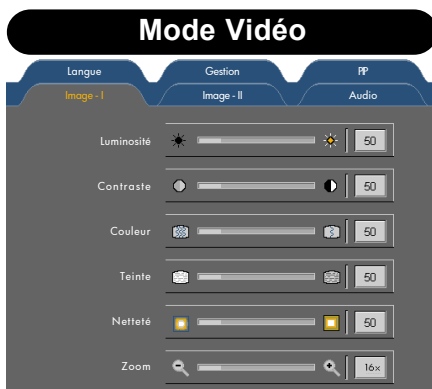 Mode Vidéo
Langue Gestion PIP
Image - I Image - II Audio
Luminosité 50
Contraste 50
Couleur 50
Teinte 50
Netteté 50
Zoom 16x